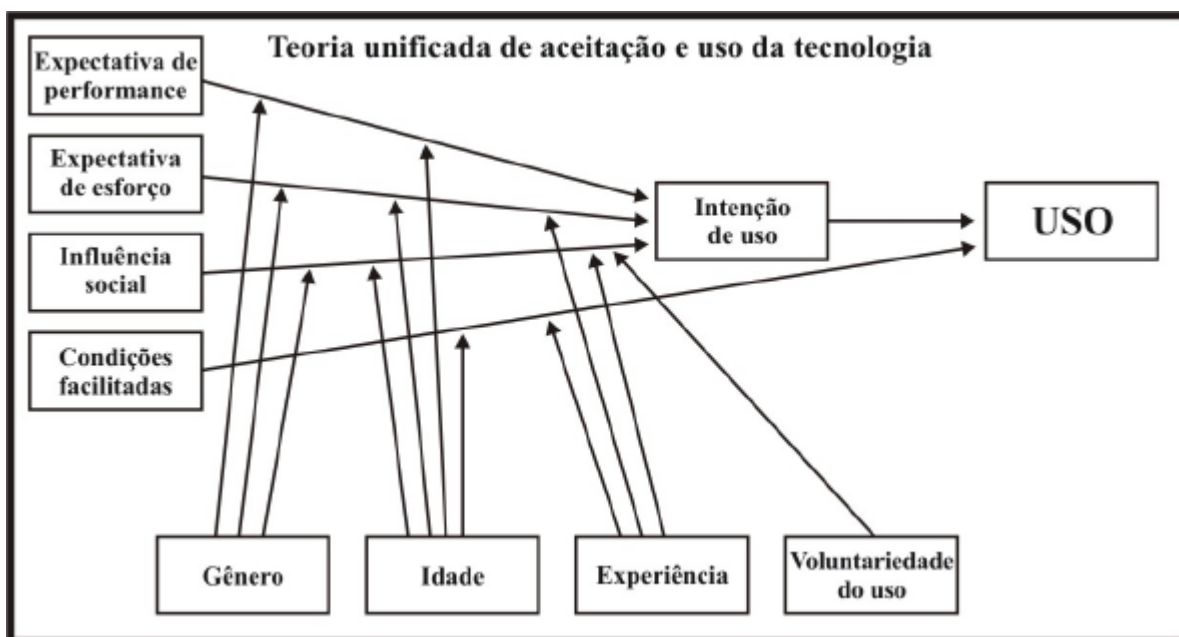 Teoria unificada de aceitação e uso da tecnologia
Expectativa de
performance
Expectativa
de esforço
Influência
social
Condições
facilitadas
Intenção
de uso
USO
Gênero
Idade
Experiência
Voluntariedade
do uso